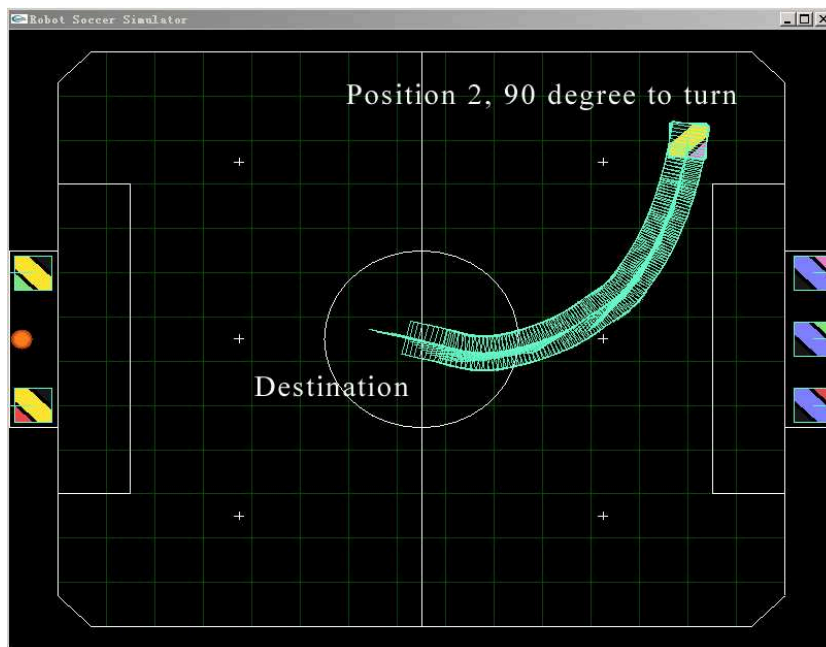 Robot Soccer Simulator
Position 2, 90 degree to turn
Destination